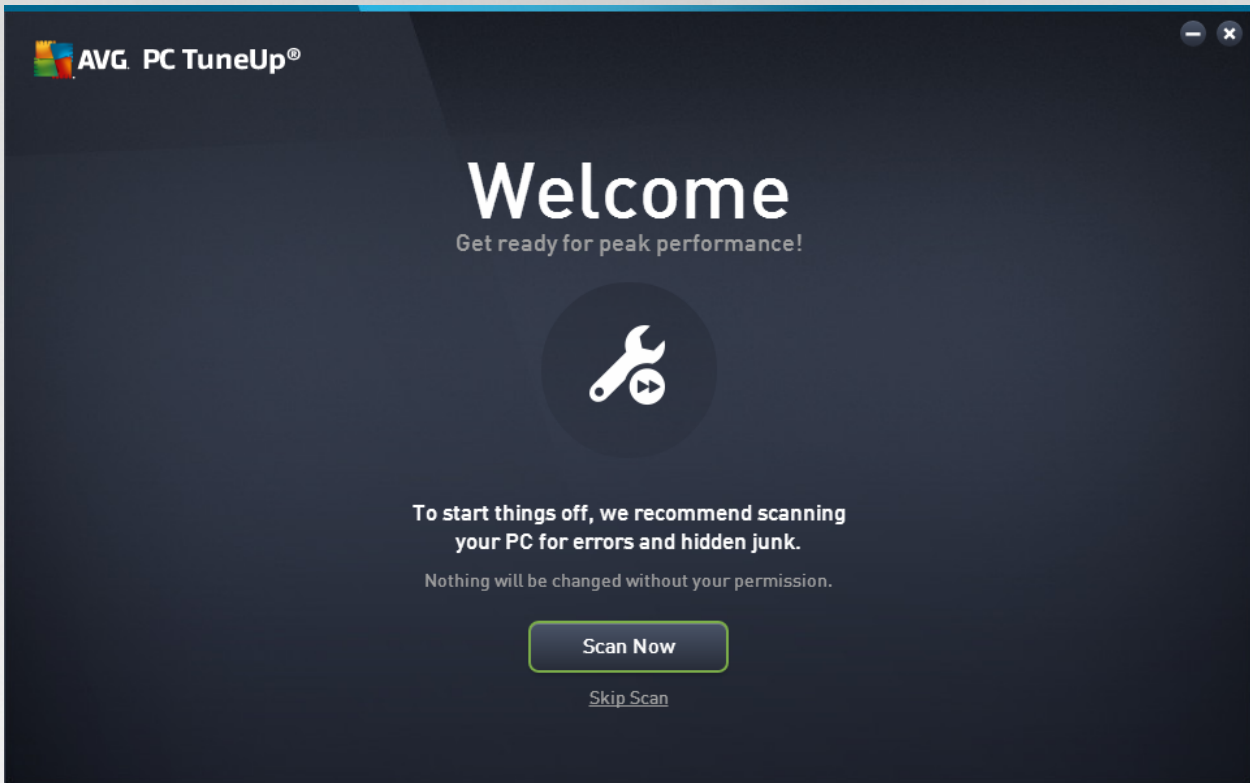 AVG. PC TuneUp®
Welcome
Get ready for peak performance!
To start things off, we recommend scanning
your PC for errors and hidden junk.
Nothing will be changed without your permission.
Scan Now
Skip Scan